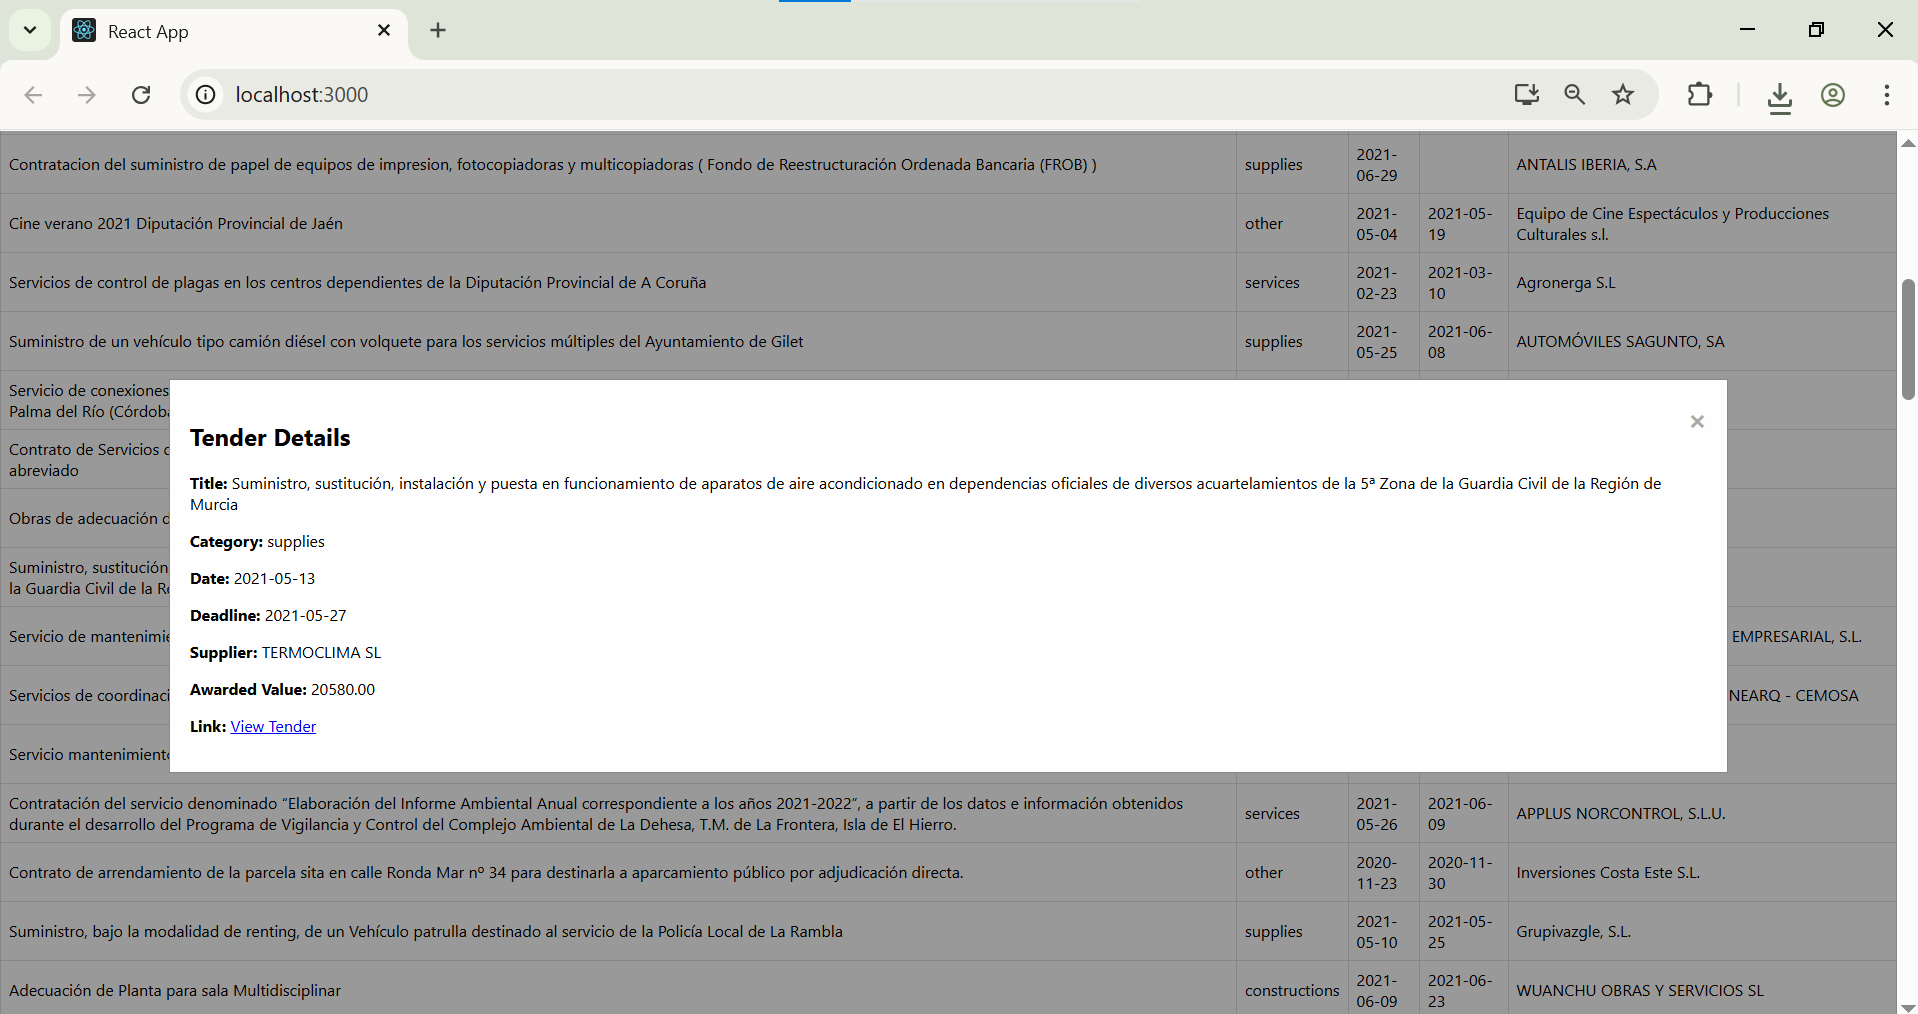 React App
localhost:3000
Contratacion del suministro de papel de equipos de impresion, fotocopiadoras y multicopiadoras ( Fondo de Reestructuración Ordenada Bancaria (FROB) )
supplies
2021-
06-29
ANTALIS IBERIA, S.A
Cine verano 2021 Diputación Provincial de Jaén
other
2021-
05-04
2021-05-
19
Equipo de Cine Espectáculos y Producciones
Culturales s.l.
Servicios de control de plagas en los centros dependientes de la Diputación Provincial de A Coruña
services
2021-
02-23
2021-03-
10
Agronerga S.L
Suministro de un vehículo tipo camión diésel con volquete para los servicios múltiples del Ayuntamiento de Gilet
supplies
2021-
05-25
2021-06-
08
AUTOMÓVILES SAGUNTO, SA
Servicio de conexiones
Palma del Río (Córdoba
Contrato de Servicios
abreviado
Obras de adecuación
Suministro, sustitución
la Guardia Civil de la
Servicio de mantenimie
EMPRESARIAL, S.L.
Servicios de coordinaci
NEARQ - CEMOSA
Servicio mantenimiento
Tender Details
×
Title: Suministro, sustitución, instalación y puesta en funcionamiento de aparatos de aire acondicionado en dependencias oficiales de diversos acuartelamientos de la 5ª Zona de la Guardia Civil de la Región de
Murcia
Category: supplies
Date: 2021-05-13
Deadline: 2021-05-27
Supplier: TERMOCLIMA SL
Awarded Value: 20580.00
Link: View Tender
Contratación del servicio denominado “Elaboración del Informe Ambiental Anual correspondiente a los años 2021-2022”, a partir de los datos e información obtenidos
durante el desarrollo del Programa de Vigilancia y Control del Complejo Ambiental de La Dehesa, T.M. de La Frontera, Isla de El Hierro.
services
2021-
05-26
2021-06-
09
APPLUS NORCONTROL, S.L.U.
Contrato de arrendamiento de la parcela sita en calle Ronda Mar nº 34 para destinarla a aparcamiento público por adjudicación directa.
other
2020-
11-23
2020-11-
30
Inversiones Costa Este S.L.
Suministro, bajo la modalidad de renting, de un Vehículo patrulla destinado al servicio de la Policía Local de La Rambla
supplies
2021-
05-10
2021-05-
25
Grupivazgle, S.L.
Adecuación de Planta para sala Multidisciplinar
constructions
2021-
06-09
2021-06-
23
WUANCHU OBRAS Y SERVICIOS SL